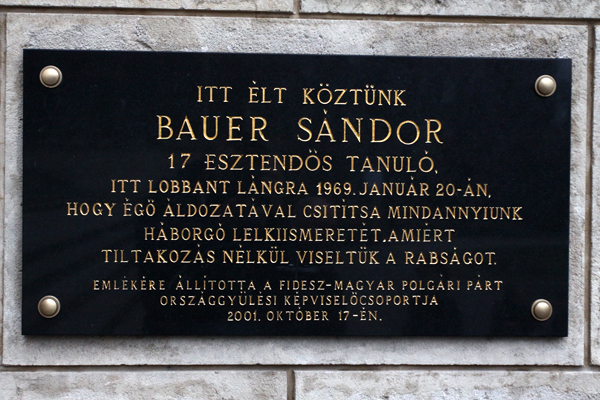 ITT ÉLT KÖZTÜNK
BAUER SÁNDOR
17 ESZTENDŐS TANULÓ,
ITT LOBBANT LÁNGRA 1969. JANUÁR 20-ÁN,
HOGY ÉGŐ ÁLDOZATÁVAL CSITÍTSA MINDANNYIUNK
HÁBORGÓ LELKIISMERETÉT, AMIÉRT
TILTAKOZÁS NÉLKÜL VISELTÜK A RABSÁGOT.
EMLÉKÉRE ÁLLÍTOTTA A FIDESZ-MAGYAR POLGÁRI PÁRT
ORSZÁGGYŰLÉSI KÉPVISELŐCSOPORTJA
2001. OKTÓBER 17-ÉN.